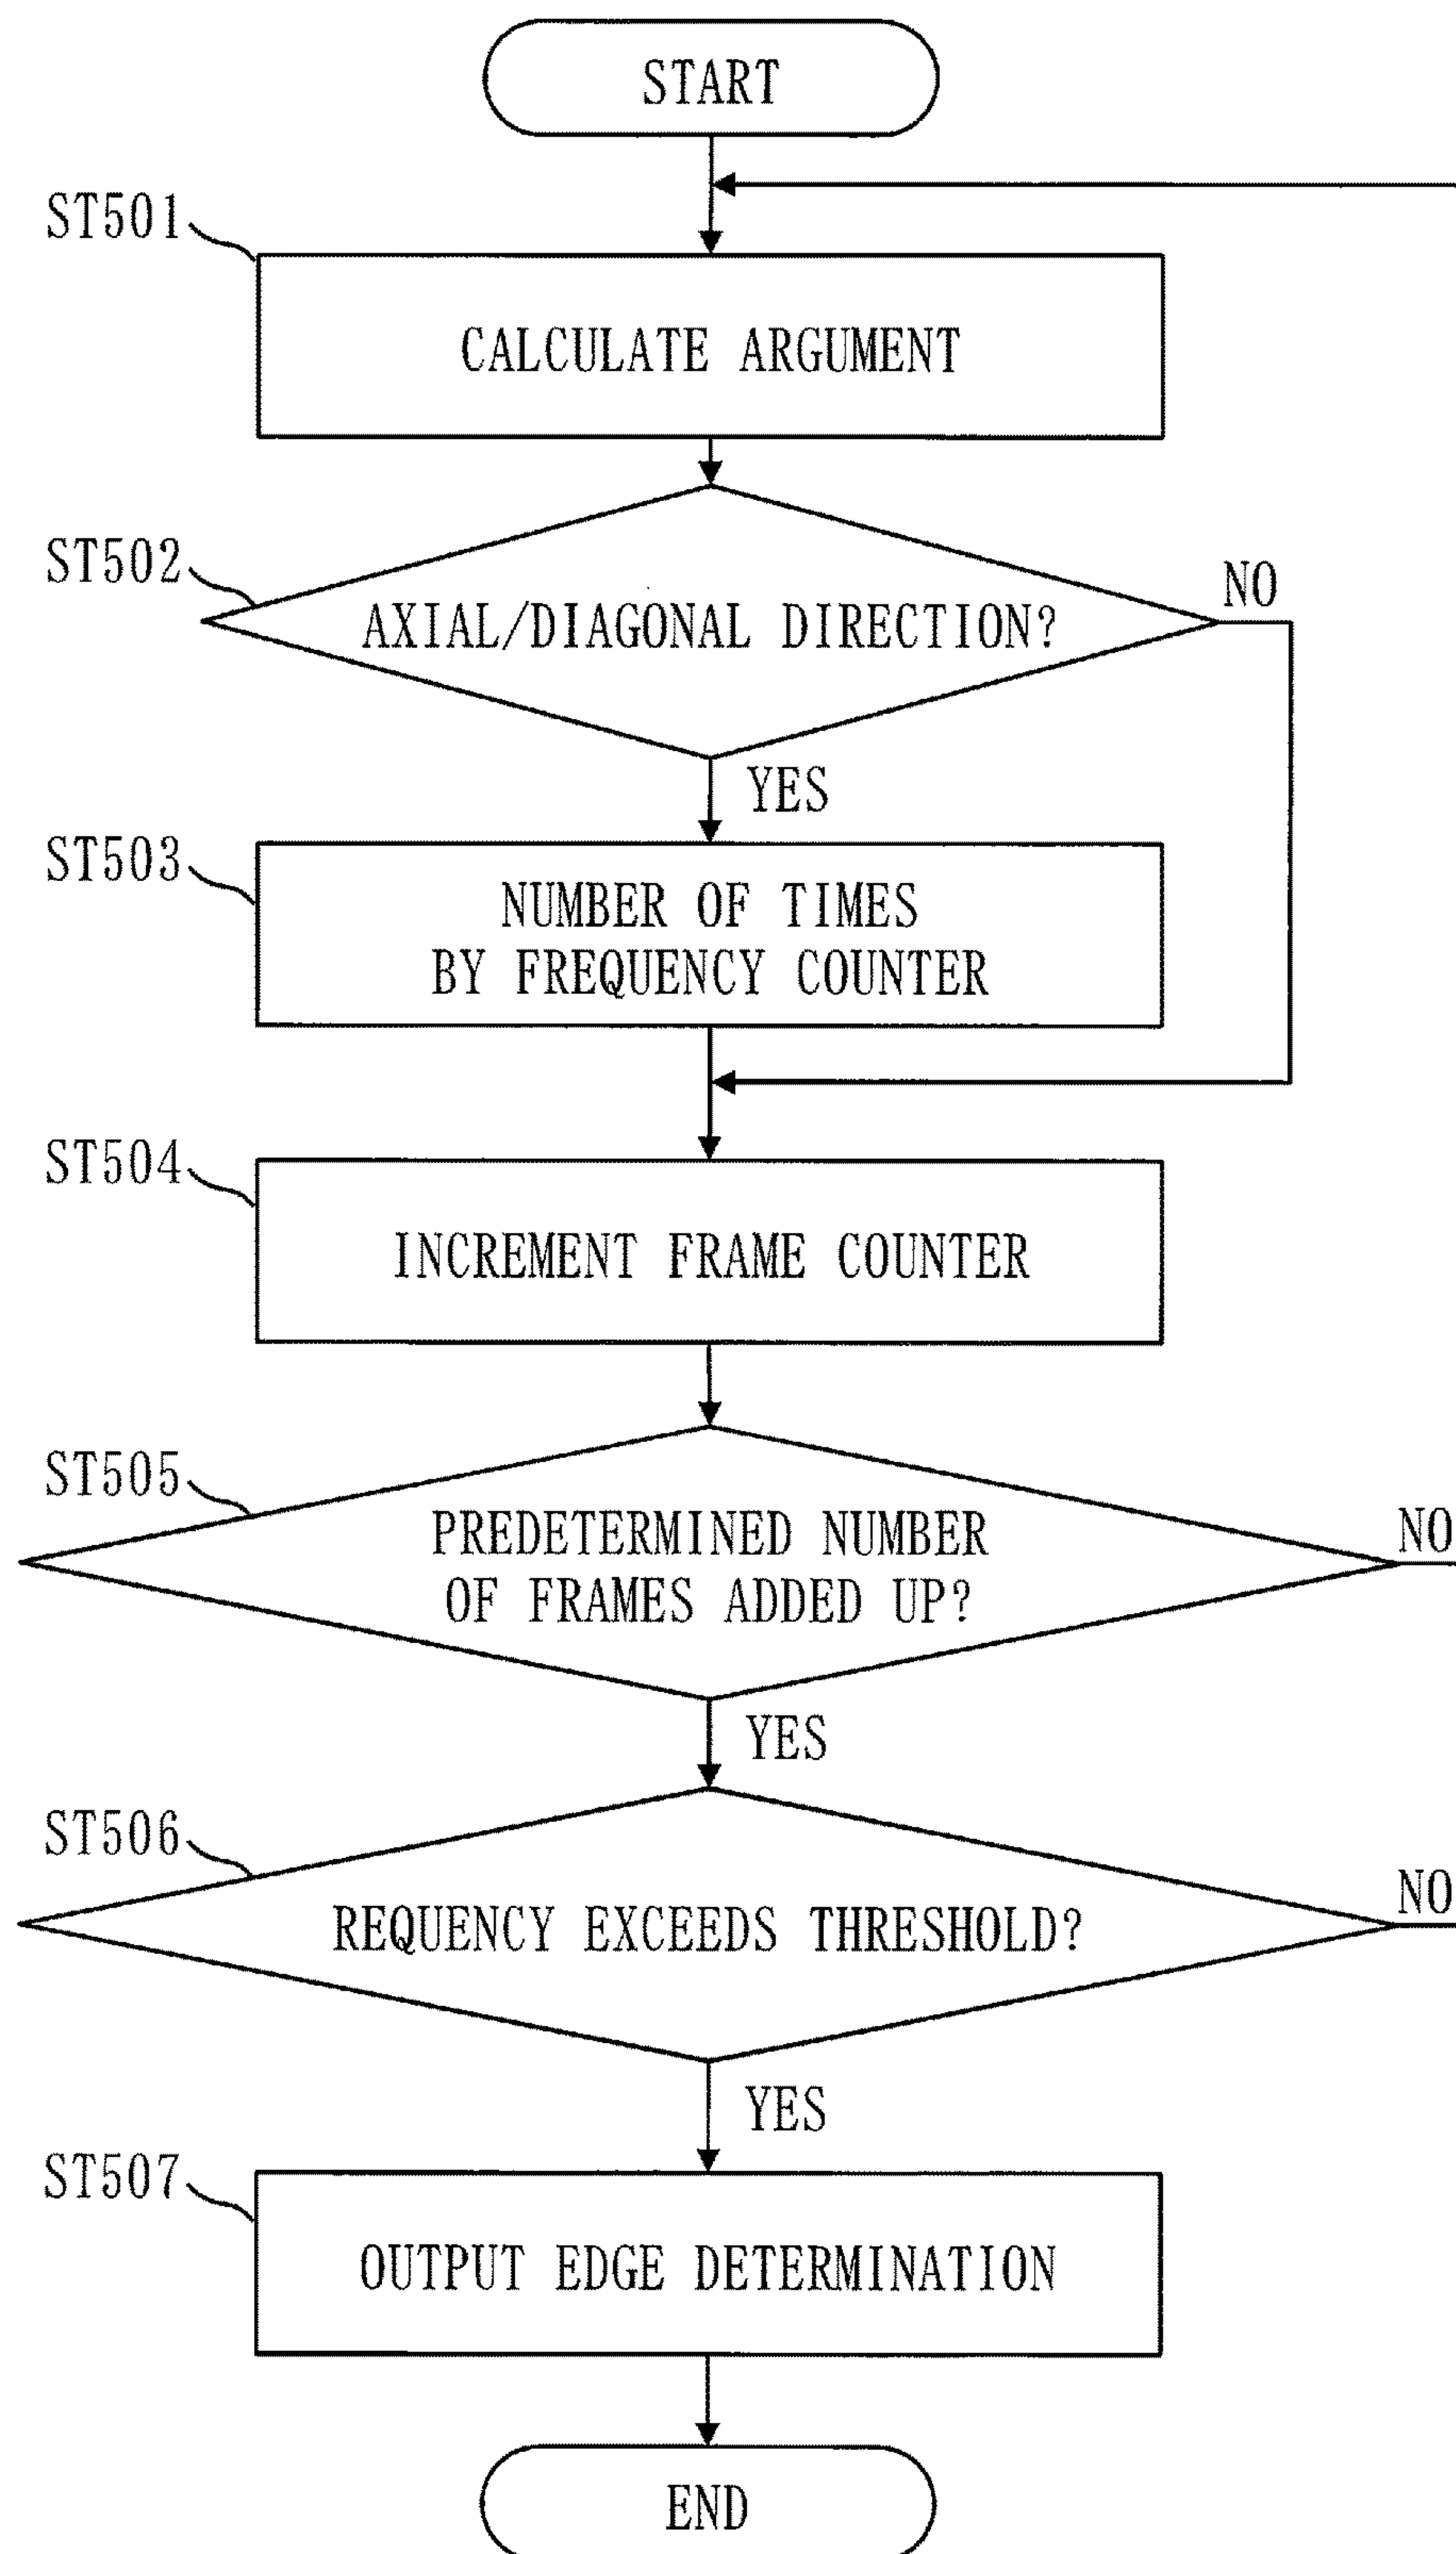 START
ST501
CALCULATE ARGUMENT
ST502
AXIAL/DIAGONAL DIRECTION?
NO
YES
ST503
NUMBER OF TIMES
BY FREQUENCY COUNTER
ST504
INCREMENT FRAME COUNTER
ST505
PREDETERMINED NUMBER
OF FRAMES ADDED UP?
NO
YES
ST506
REQUENCY EXCEEDS THRESHOLD?
NO
YES
ST507
OUTPUT EDGE DETERMINATION
END